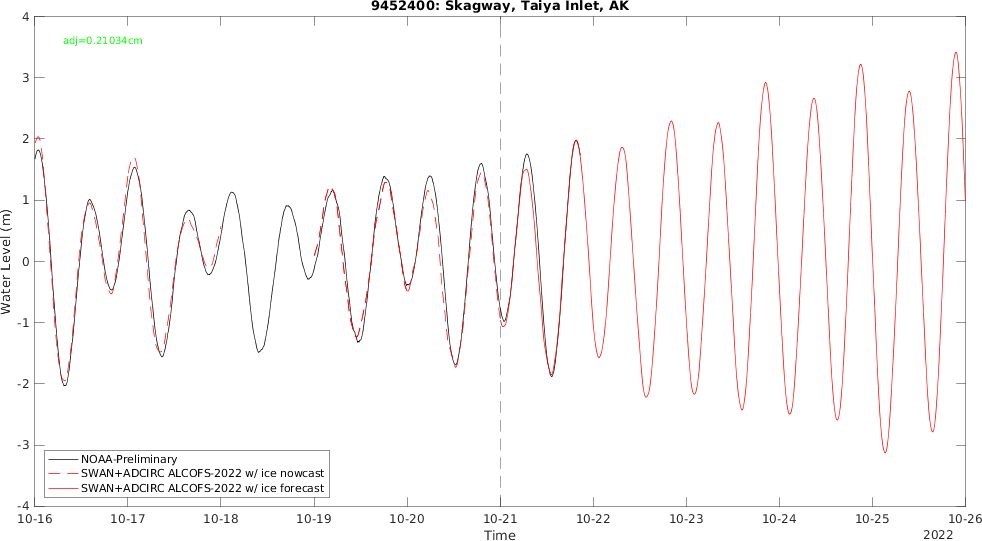 9452400: Skagway, Taiya Inlet, AK
adj=0.21034cm
4
3
2
1
0
-1
-2
-3
-4
Water Level (m)
NOAA-Preliminary
SWAN+ADCIRC ALCOFS-2022 w/ ice nowcast
SWAN+ADCIRC ALCOFS-2022 w/ ice forecast
10-16 10-17 10-18 10-19 10-20 10-21 10-22 10-23 10-24 10-25 10-26
Time
2022